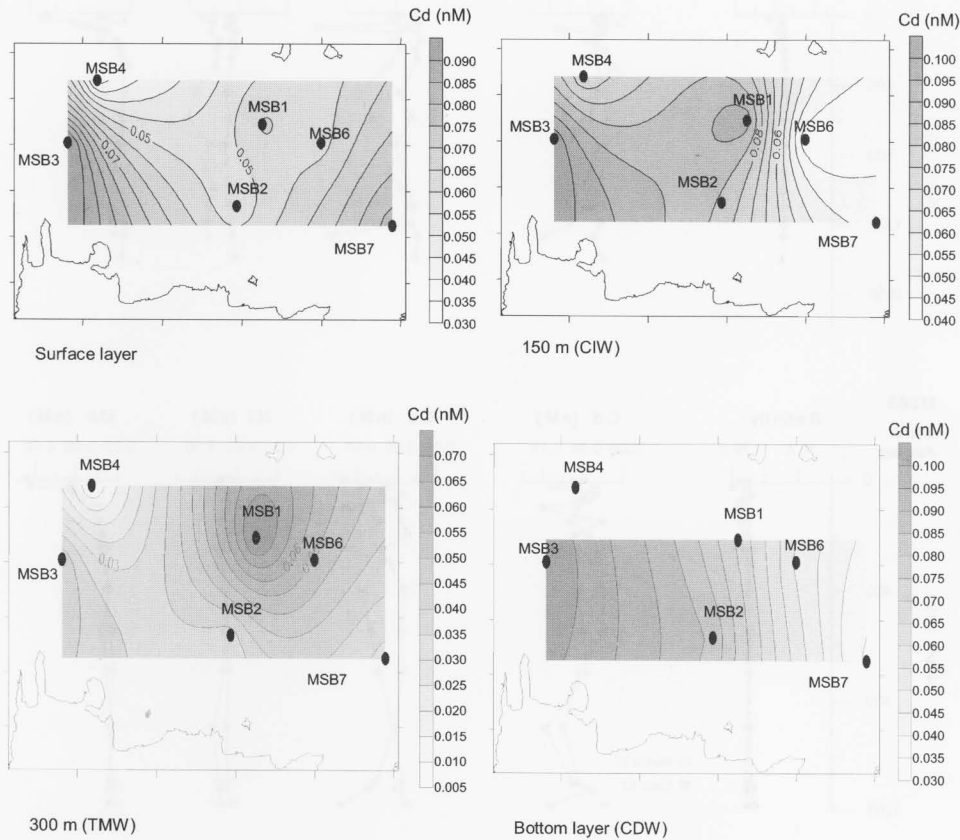 Cd (nM)
MSB4
MSB1
MSB6
MSB3
MSB2
MSB7
0.05
0.07
0.05
0.090
0.085
0.080
0.075
0.070
0.065
0.060
0.055
0.050
0.045
0.040
0.035
0.030
Surface layer
Cd (nM)
MSB4
MSB1
MSB6
MSB3
MSB2
MSB7
0.08
0.06
0.100
0.095
0.090
0.085
0.080
0.075
0.070
0.065
0.060
0.055
0.050
0.045
0.040
150 m (CIW)
Cd (nM)
MSB4
MSB1
MSB6
MSB3
MSB2
MSB7
0.03
0.070
0.065
0.060
0.055
0.050
0.045
0.040
0.035
0.030
0.025
0.020
0.015
0.010
0.005
300 m (TMW)
Cd (nM)
MSB4
MSB1
MSB6
MSB3
MSB2
MSB7
0.100
0.095
0.090
0.085
0.080
0.075
0.070
0.065
0.060
0.055
0.050
0.045
0.040
0.035
0.030
Bottom layer (CDW)